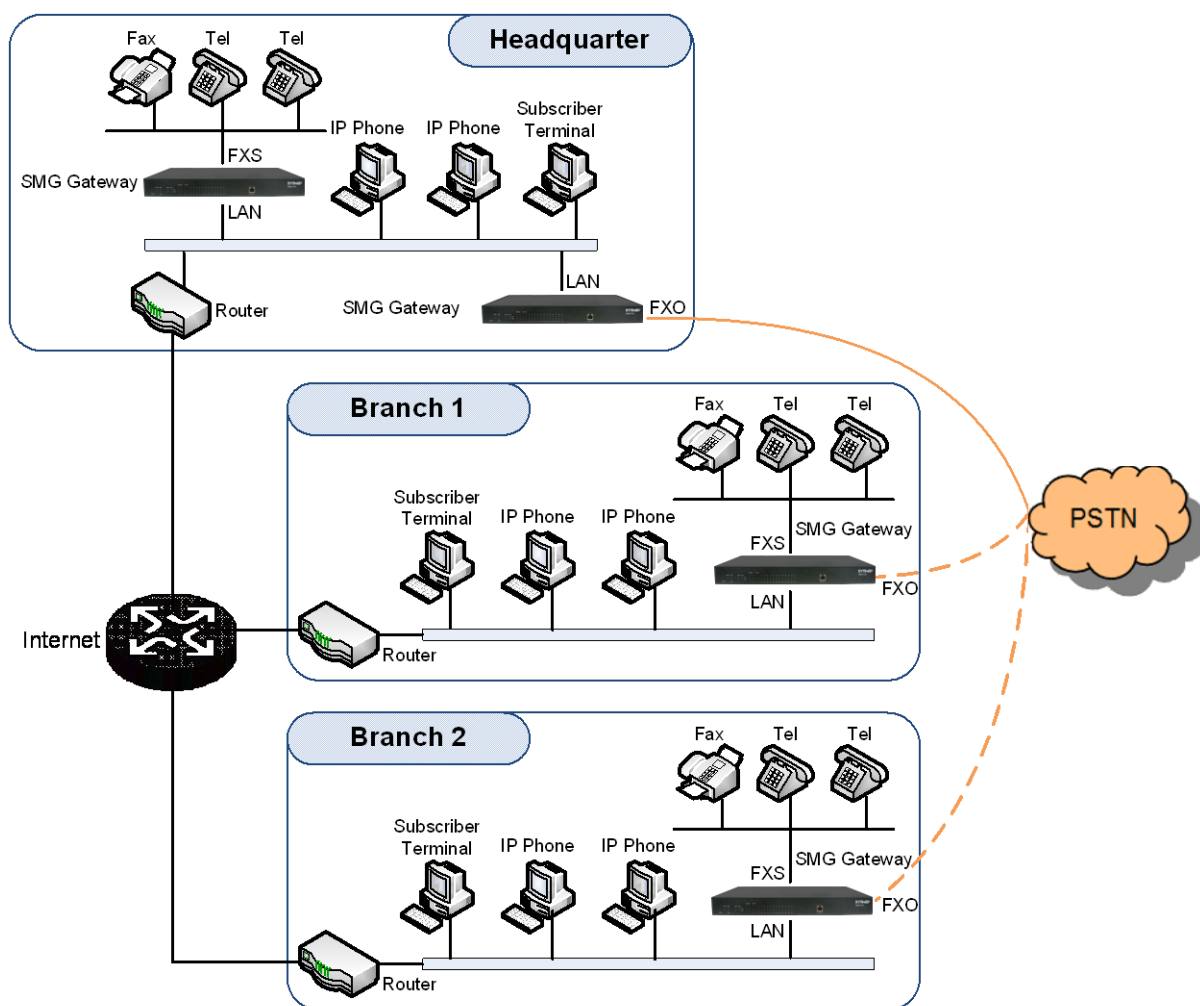 Headquarter
Fax
Tel
Tel
IP Phone
IP Phone
Subscriber
Terminal
FXS
SMG Gateway
LAN
LAN
Router
SMG Gateway
FXO
Branch 1
Fax
Tel
Tel
Subscriber
Terminal
IP Phone
IP Phone
SMG Gateway
FXS
FXO
LAN
Router
PSTN
Internet
Branch 2
Fax
Tel
Tel
Subscriber
Terminal
IP Phone
IP Phone
SMG Gateway
FXS
FXO
LAN
Router